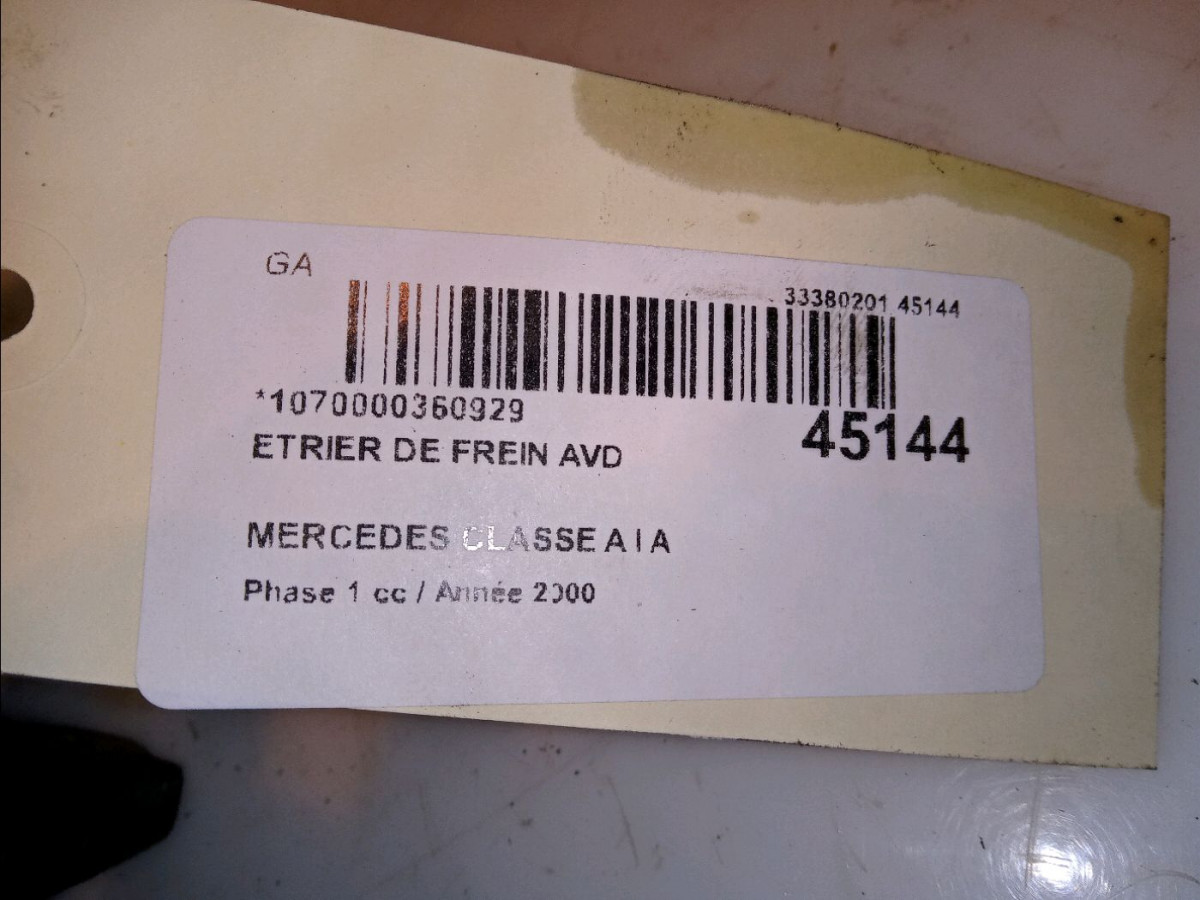 GA
33380201 45144
*1070000360929
45144
ETRIER DE FREIN AVD
MERCEDES CLASSE A I A
Phase 1 cc / Année 2000